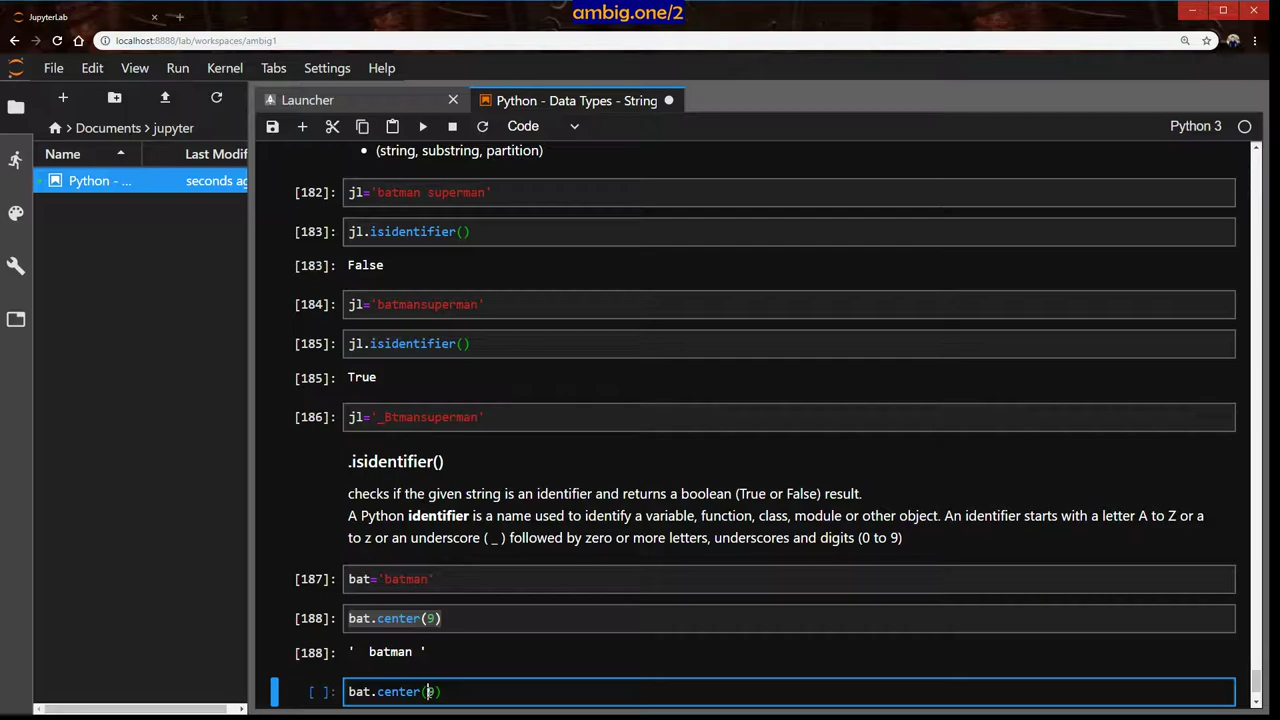 ambig.one/2
JupyterLab
localhost:8888/lab/workspaces/ambig1
File Edit View Run Kernel Tabs Settings Help
Launcher
Python - Data Types - String
Code
Python 3
Documents > jupyter
Name Last Modif
Python - ... seconds ag
(string, substring, partition)
[182]: jl='batman superman'
[183]: jl.isidentifier()
[183]: False
[184]: jl='batmansuperman'
[185]: jl.isidentifier()
[185]: True
[186]: jl='_Btmansuperman'
.isidentifier()
checks if the given string is an identifier and returns a boolean (True or False) result.
A Python identifier is a name used to identify a variable, function, class, module or other object. An identifier starts with a letter A to Z or a
to z or an underscore ( _ ) followed by zero or more letters, underscores and digits (0 to 9)
[187]: bat='batman'
[188]: bat.center(9)
[188]: '  batman '
[ ]: bat.center(9)